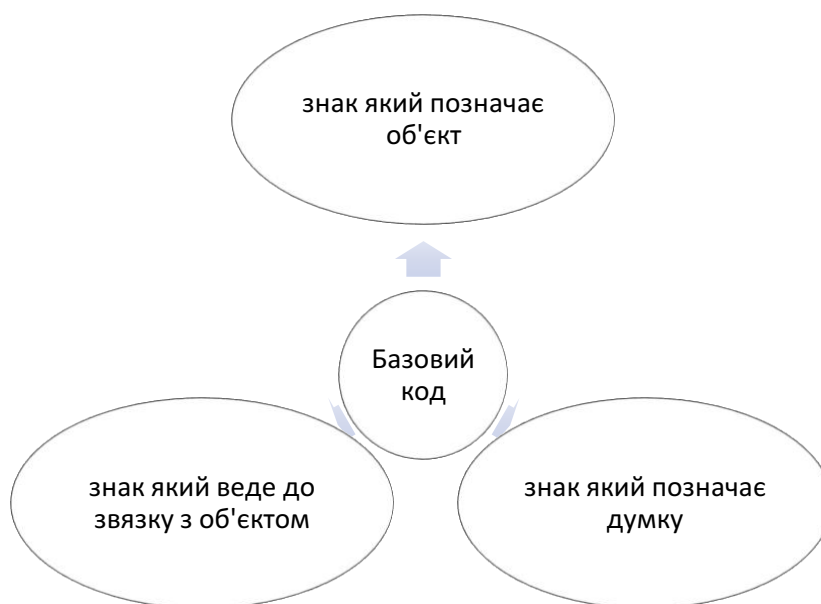 знак який позначає
об'єкт
Базовий
код
знак який веде до
звязку з об'єктом
знак який позначає
думку